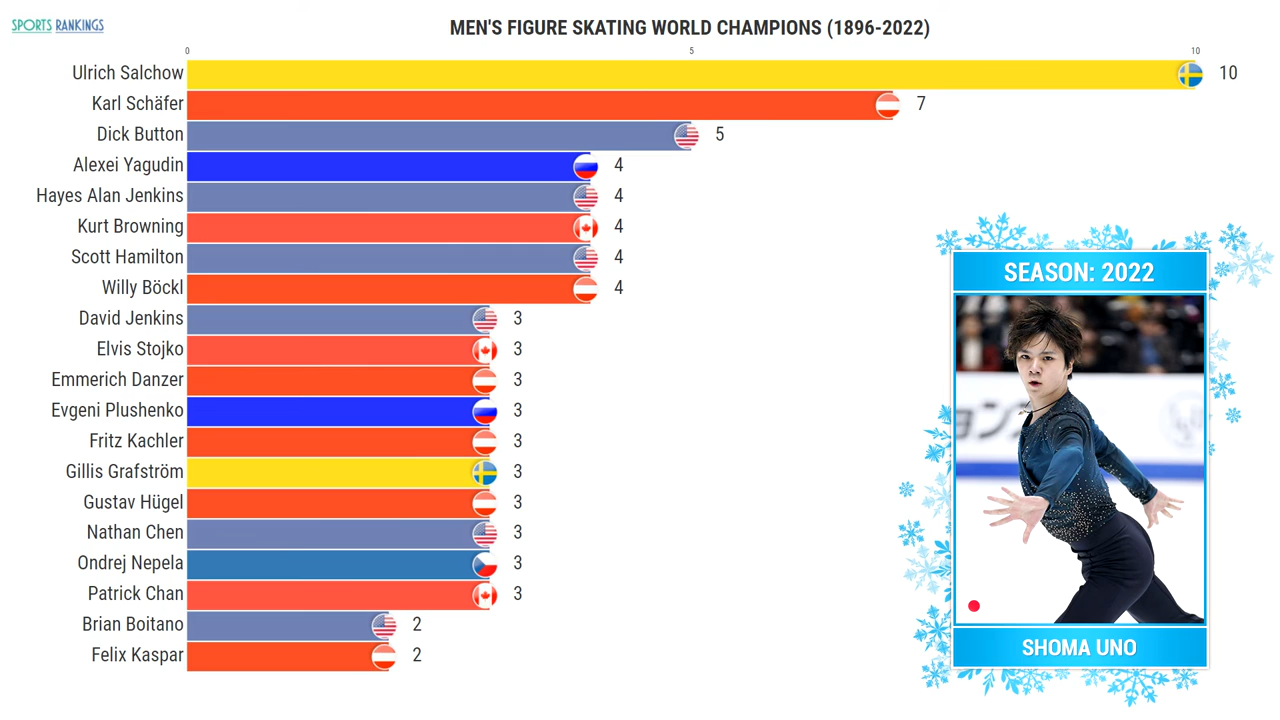 SPORTS RANKINGS
MEN'S FIGURE SKATING WORLD CHAMPIONS (1896-2022)
0 5 10
Ulrich Salchow 10
Karl Schäfer 7
Dick Button 5
Alexei Yagudin 4
Hayes Alan Jenkins 4
Kurt Browning 4
Scott Hamilton 4
Willy Böckl 4
David Jenkins 3
Elvis Stojko 3
Emmerich Danzer 3
Evgeni Plushenko 3
Fritz Kachler 3
Gillis Grafström 3
Gustav Hügel 3
Nathan Chen 3
Ondrej Nepela 3
Patrick Chan 3
Brian Boitano 2
Felix Kaspar 2
SEASON: 2022
ョン
SHOMA UNO